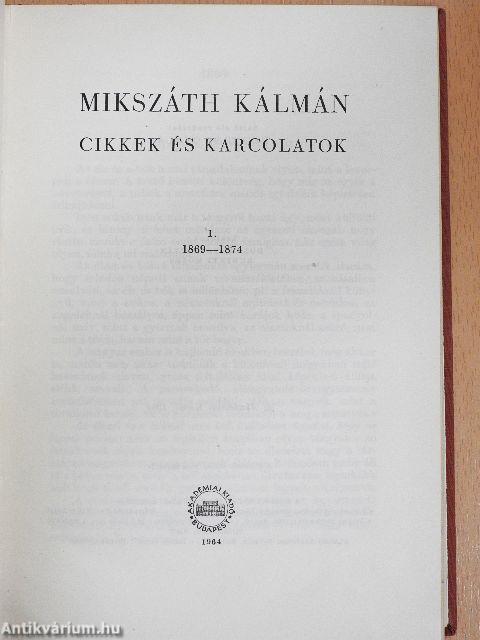 MIKSZÁTH KÁLMÁN
CIKKEK ÉS KARCOLATOK
I.
1869—1874
AKADÉMIAI KIADÓ
BUDAPEST
1964
Antikvárium.hu